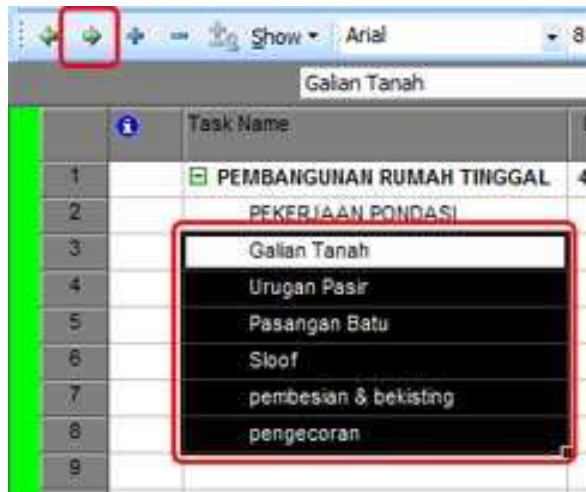 Show Arial 8
Galian Tanah
Task Name
1 PEMBANGUNAN RUMAH TINGGAL 4
2 PEKERJAAN PONDASI
3 Galian Tanah
4 Urugan Pasir
5 Pasangan Batu
6 Sloof
7 pembesian & bekisting
8 pengecoran
9